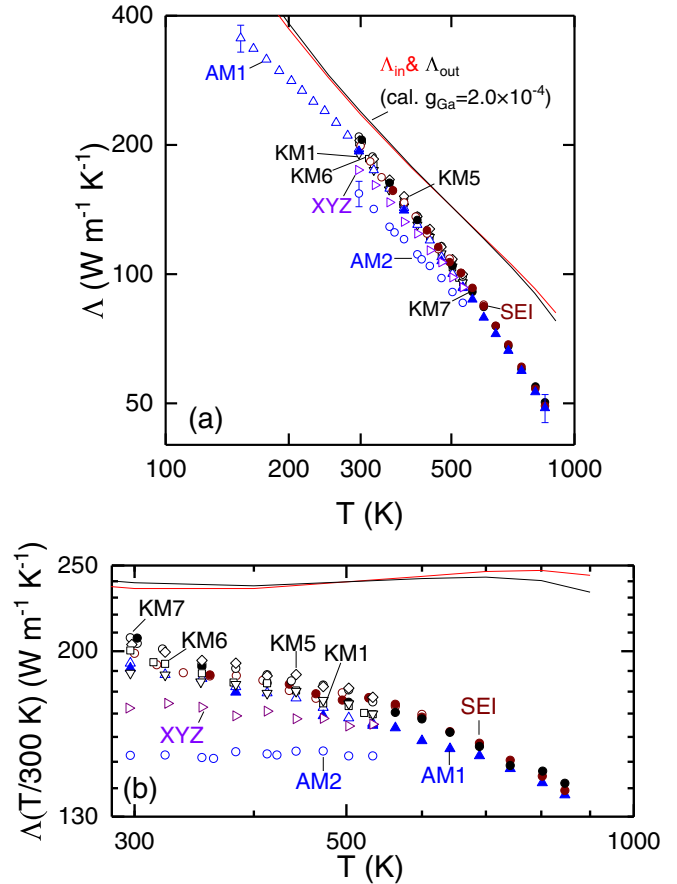 400
200
100
50
Λ (W m⁻¹ K⁻¹)
AM1
Λin& Λout
(cal. gGa=2.0×10⁻⁴)
KM1
KM6
KM5
XYZ
AM2
KM7
SEI
(a)
100 200 300 500 1000
T (K)
250
200
130
Λ(T/300 K) (W m⁻¹ K⁻¹)
KM7
KM6
KM5
KM1
XYZ
SEI
AM2
AM1
(b)
300 500 1000
T (K)